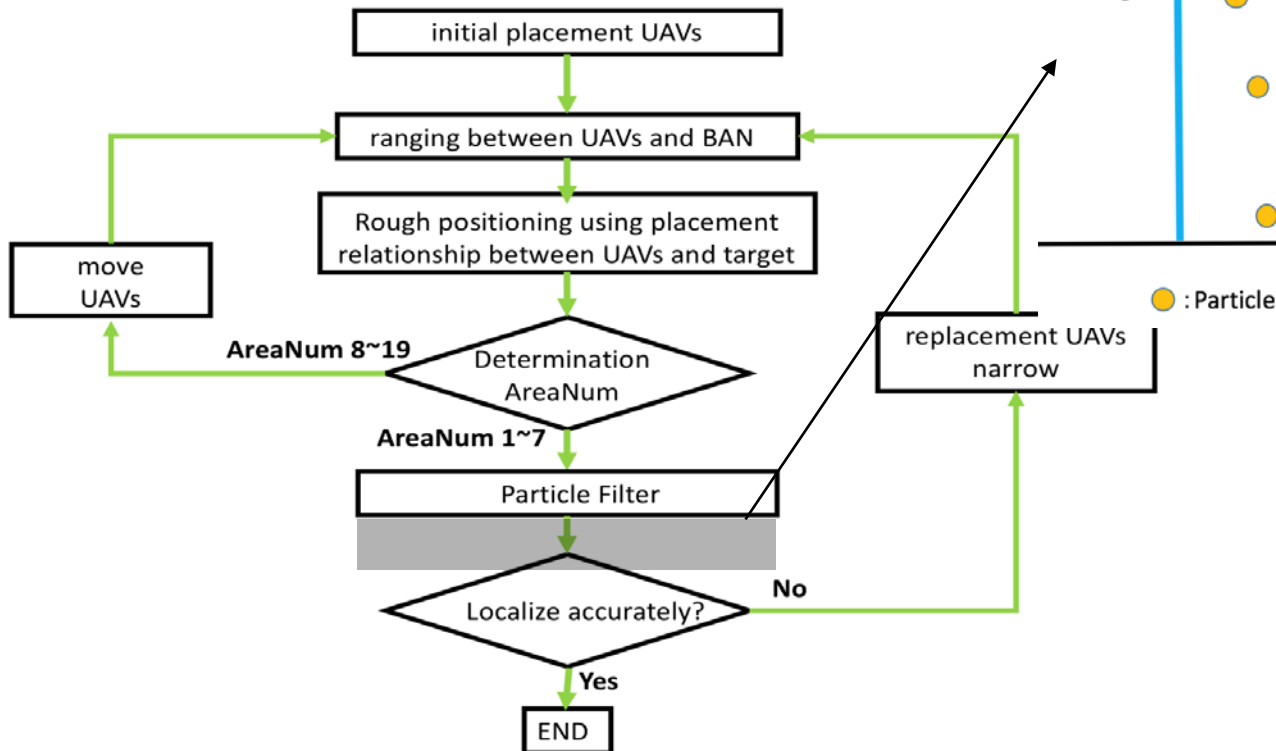 initial placement UAVs
ranging between UAVs and BAN
Rough positioning using placement
relationship between UAVs and target
move
UAVs
: Particle
replacement UAVs
narrow
AreaNum 8~19
Determination
AreaNum
AreaNum 1~7
Particle Filter
Localize accurately?
No
Yes
END